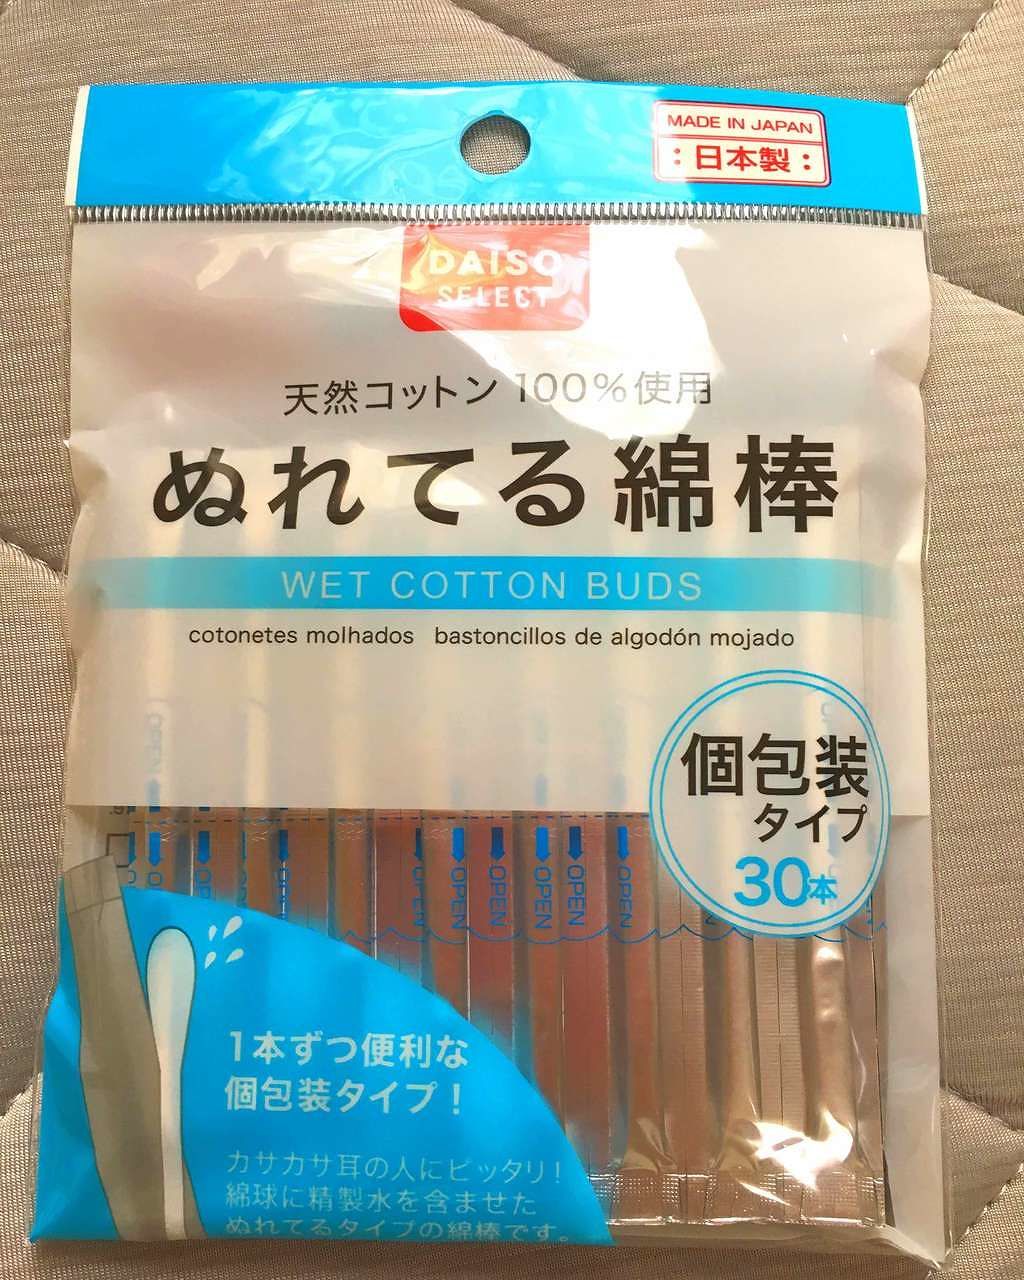 MADE IN JAPAN
:日本製:
DAISO
SELECT
天然コットン 100%使用
ぬれてる綿棒
WET COTTON BUDS
cotonetes molhados bastoncillos de algodón mojado
個包装
タイプ
30本
OPEN OPEN OPEN OPEN OPEN OPEN OPEN OPEN
1本ずつ便利な
個包装タイプ!
カサカサ耳の人にピッタリ!
綿球に精製水を含ませた
ぬれてるタイプの綿棒です。